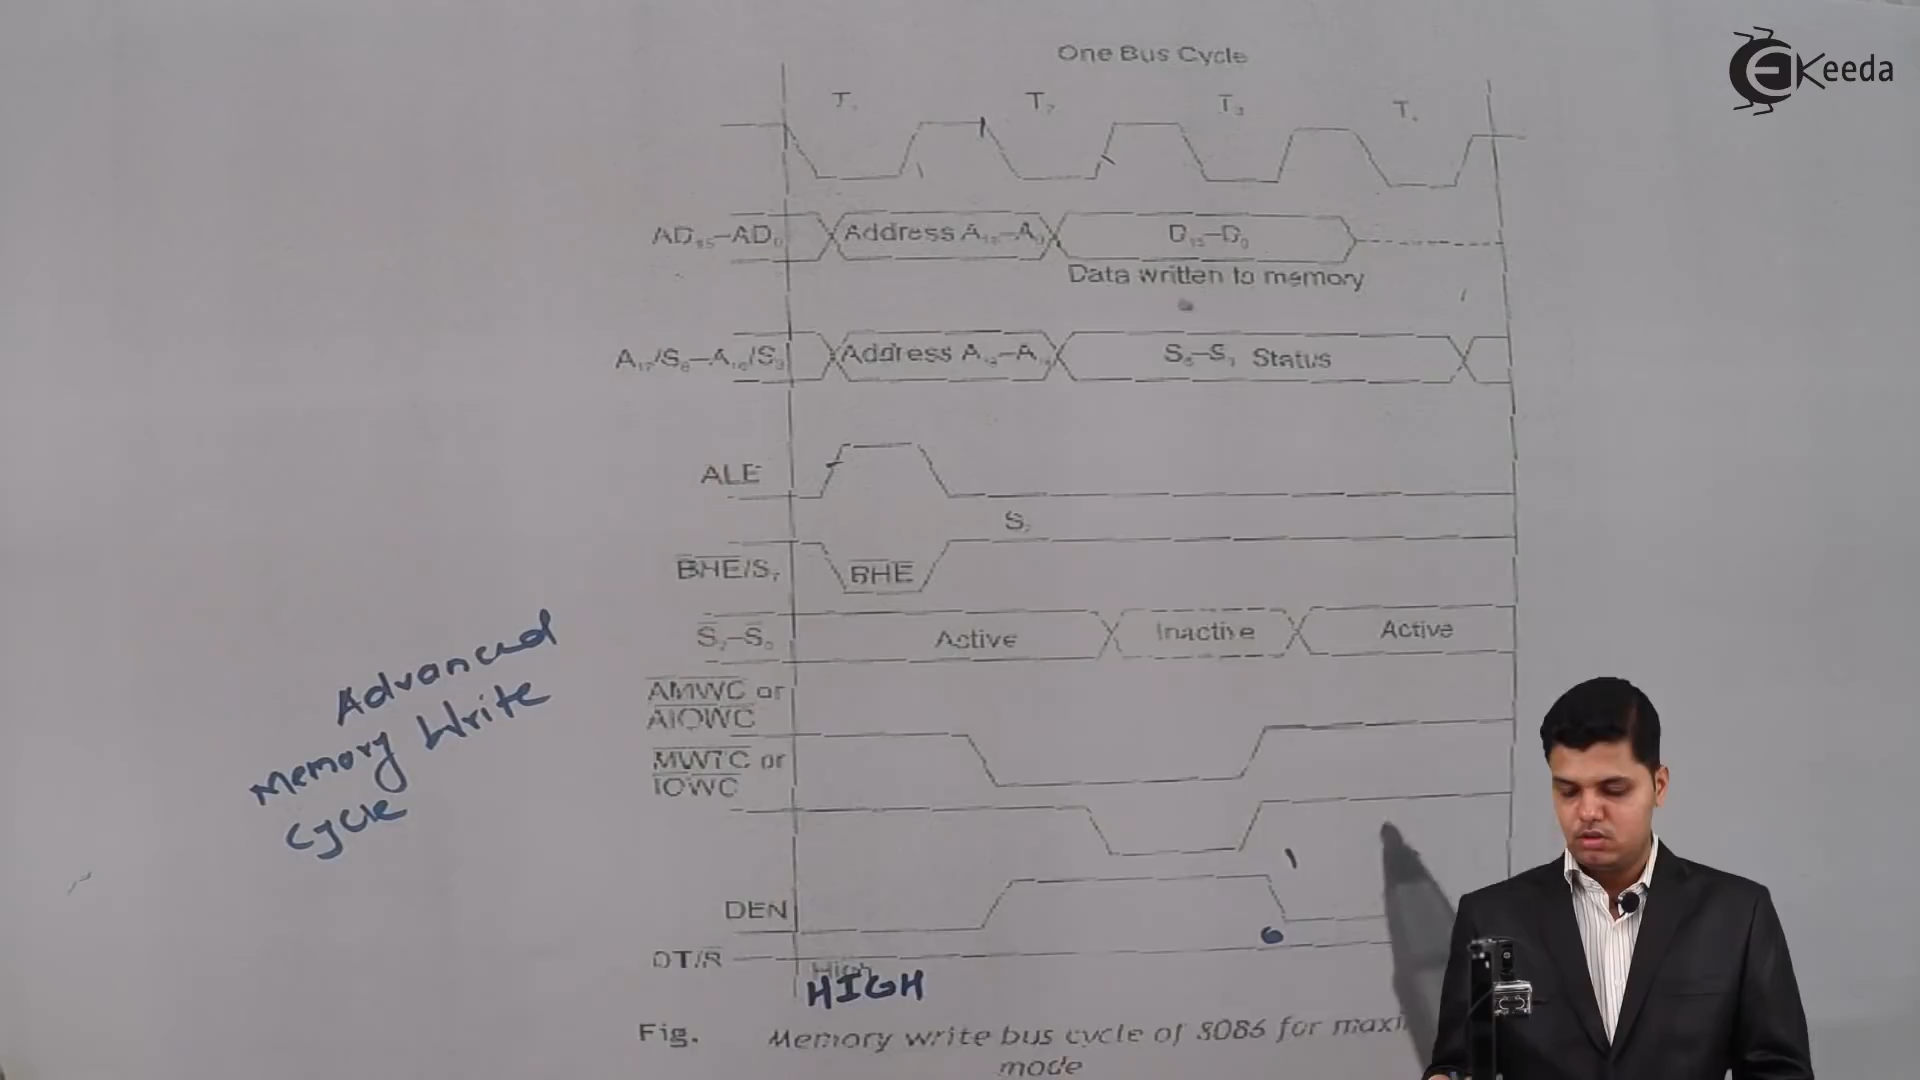 One Bus Cycle
EKeeda
T₁ T₂ T₃ T₄
AD₁₅–AD₀ Address A₁₅–A₀ D₁₅–D₀
Data written to memory
A₁₇/S₆–A₁₆/S₃ Address A₁₉–A₁₆ S₆–S₃ Status
ALE
S₇
BHE/S₇ BHE
S₂–S₀ Active Inactive Active
AMWC or
AIOWC
MWTC or
IOWC
DEN
DT/R
High
HIGH
Advanced
Memory Write
Cycle
Fig. Memory write bus cycle of 8086 for
mode